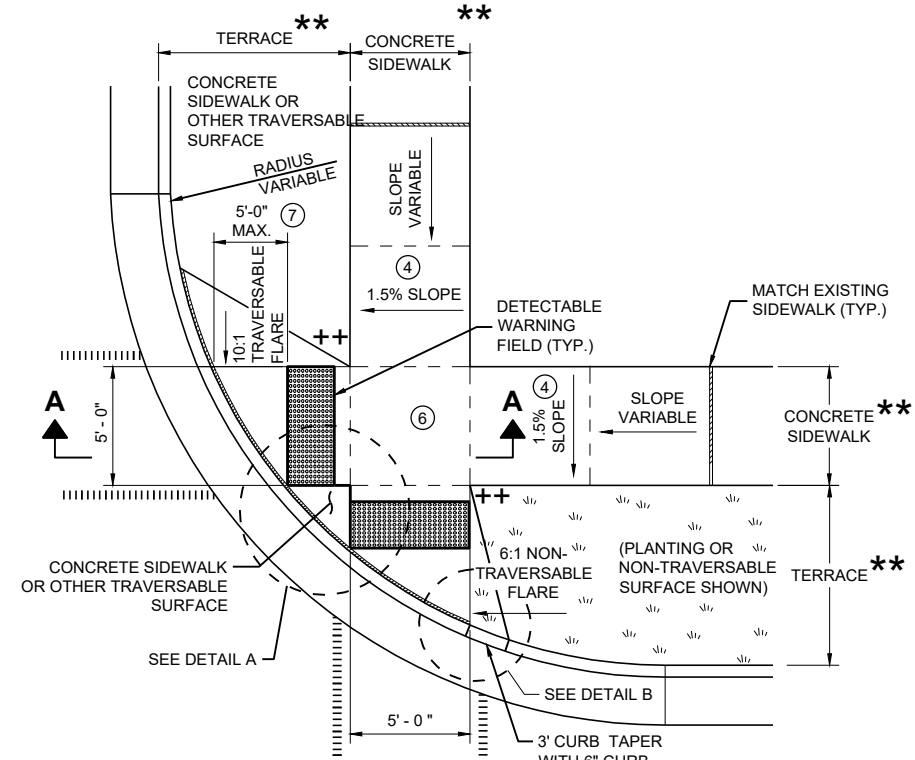 **
TERRACE **
CONCRETE
SIDEWALK
CONCRETE
SIDEWALK OR
OTHER TRAVERSABLE
SURFACE
RADIUS
VARIABLE
5'-0"
MAX.
7
SLOPE
VARIABLE
4
1.5% SLOPE
10:1
TRAVERSABLE
FLARE
++
DETECTABLE
WARNING
FIELD (TYP.)
MATCH EXISTING
SIDEWALK (TYP.)
A
5' - 0"
6
A
4
1.5%
SLOPE
SLOPE
VARIABLE
CONCRETE **
SIDEWALK
++
CONCRETE SIDEWALK
OR OTHER TRAVERSABLE
SURFACE
6:1 NON-
TRAVERSABLE
FLARE
(PLANTING OR
NON-TRAVERSABLE
SURFACE SHOWN)
TERRACE **
SEE DETAIL A
SEE DETAIL B
5' - 0 "
3' CURB TAPER
WITH 6" CURB